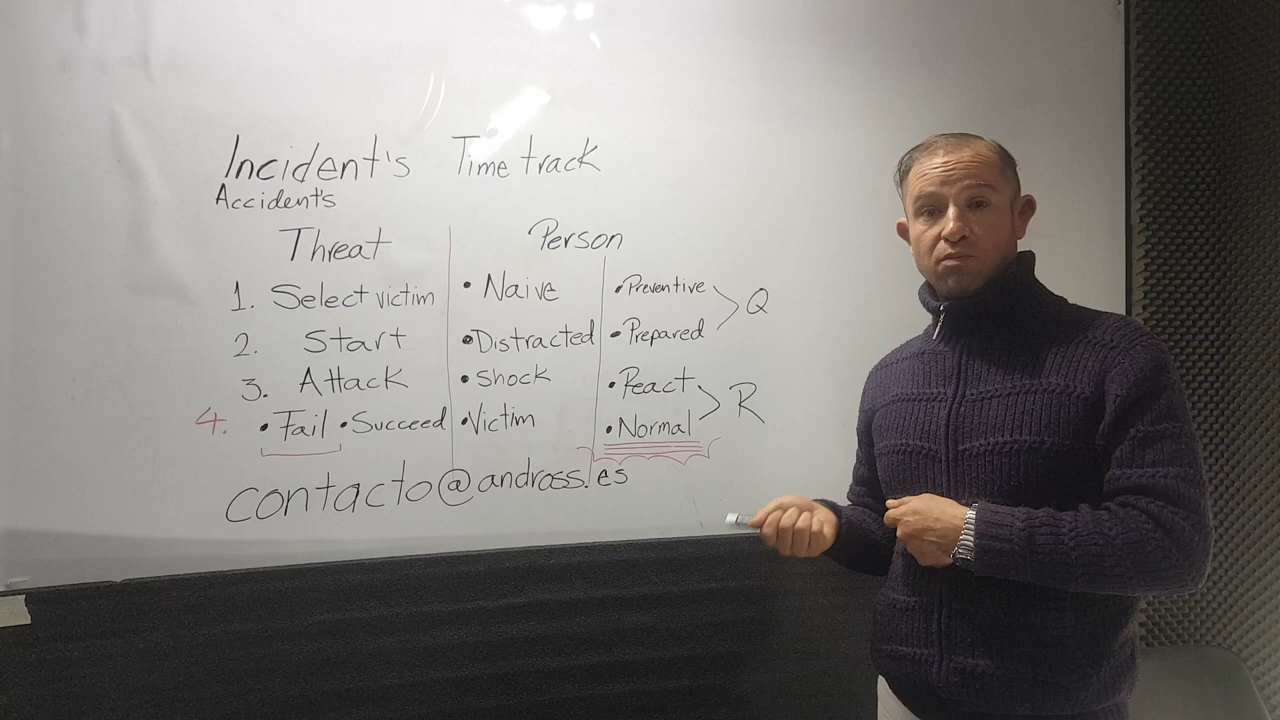 Incident's Time track
Accident's
Threat Person
1. Select victim • Naive • Preventive Q
2. Start • Distracted • Prepared
3. Attack • Shock • React R
4. • Fail • Succeed • Victim • Normal
contacto@andross.es